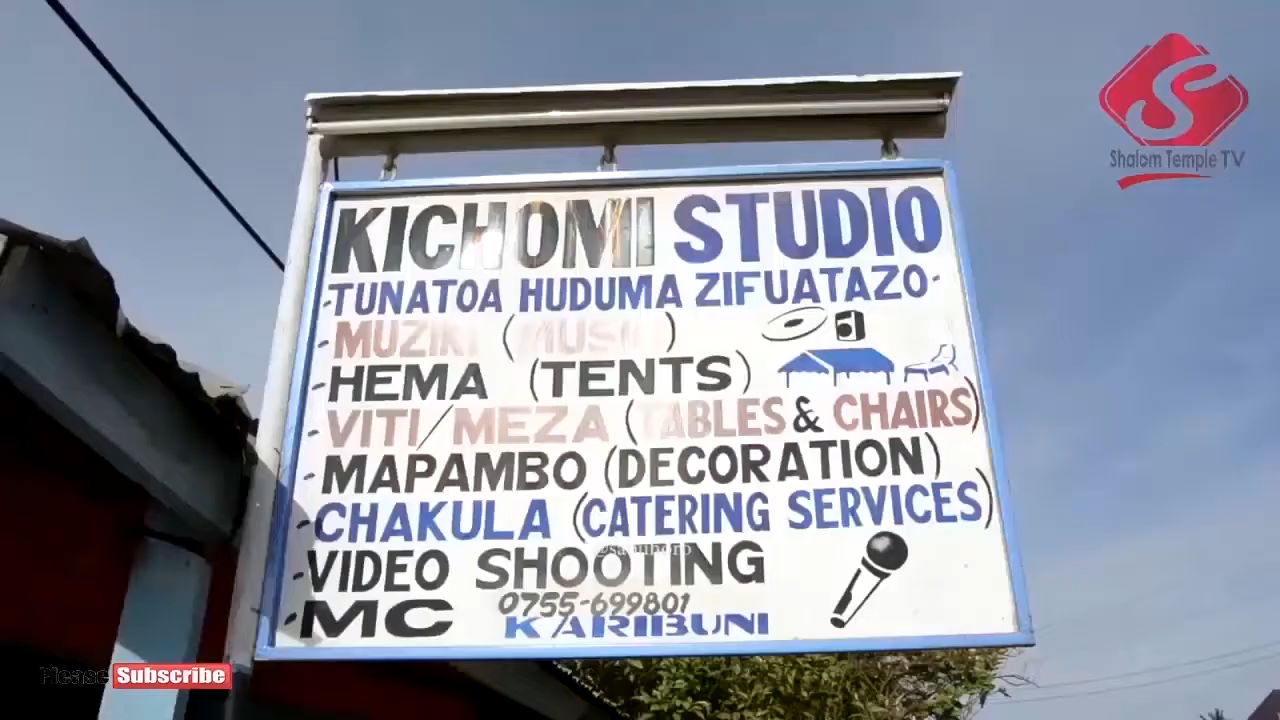 Shalom Temple TV
KICHOMI STUDIO
-TUNATOA HUDUMA ZIFUATAZO-
-MUZIKI (MUSIC)
-HEMA (TENTS)
-VITI/MEZA (TABLES & CHAIRS)
-MAPAMBO (DECORATION)
-CHAKULA (CATERING SERVICES)
-VIDEO SHOOTING
-MC 0755-699801
KARIBUNI
Please Subscribe